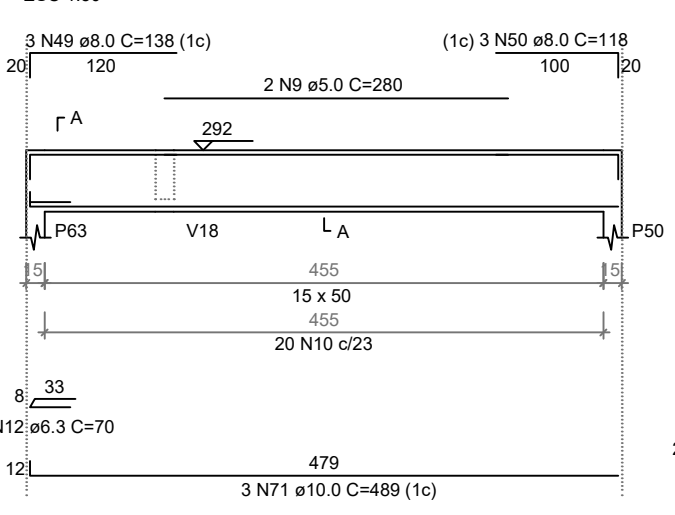 3 N49 ø8.0 C=138 (1c)
(1c) 3 N50 ø8.0 C=118
20
120
100
20
2 N9 ø5.0 C=280
A
292
P63
V18
A
P50
15
455
15
15 x 50
455
20 N10 c/23
8
33
N12 ø6.3 C=70
12
479
3 N71 ø10.0 C=489 (1c)